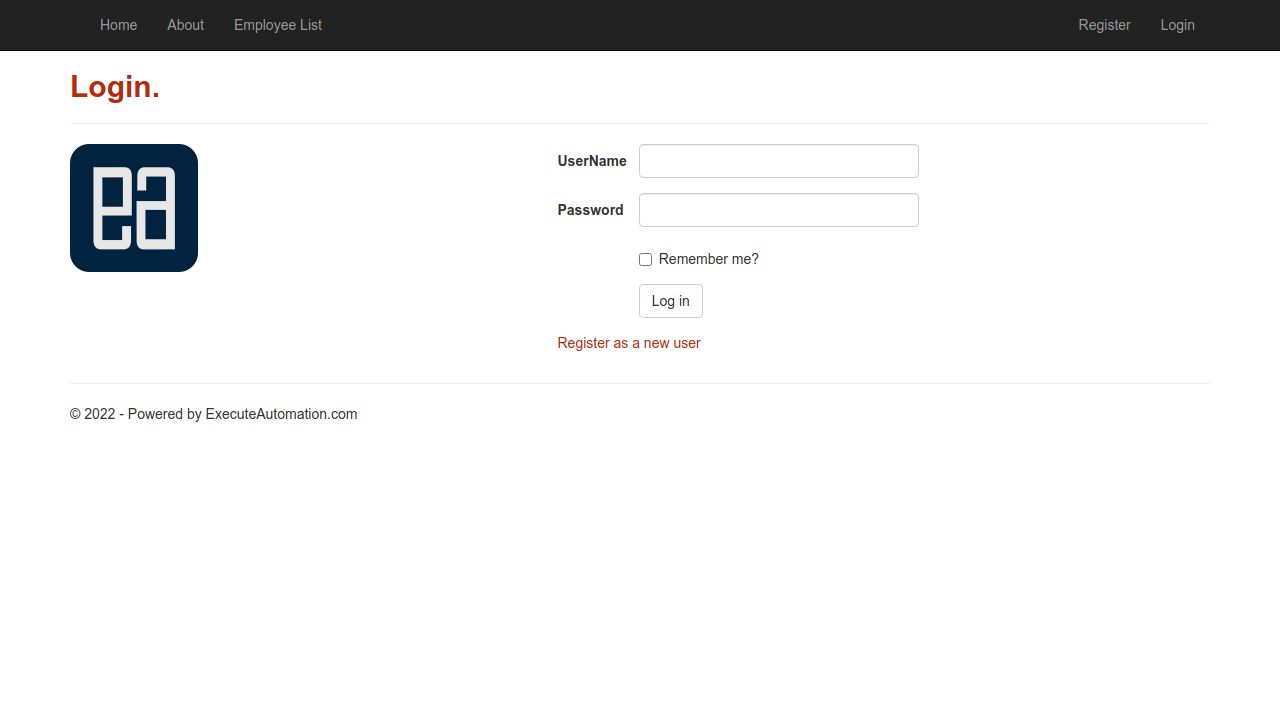 Home About Employee List Register Login
Login.
ea
UserName
Password
Remember me?
Log in
Register as a new user
© 2022 - Powered by ExecuteAutomation.com